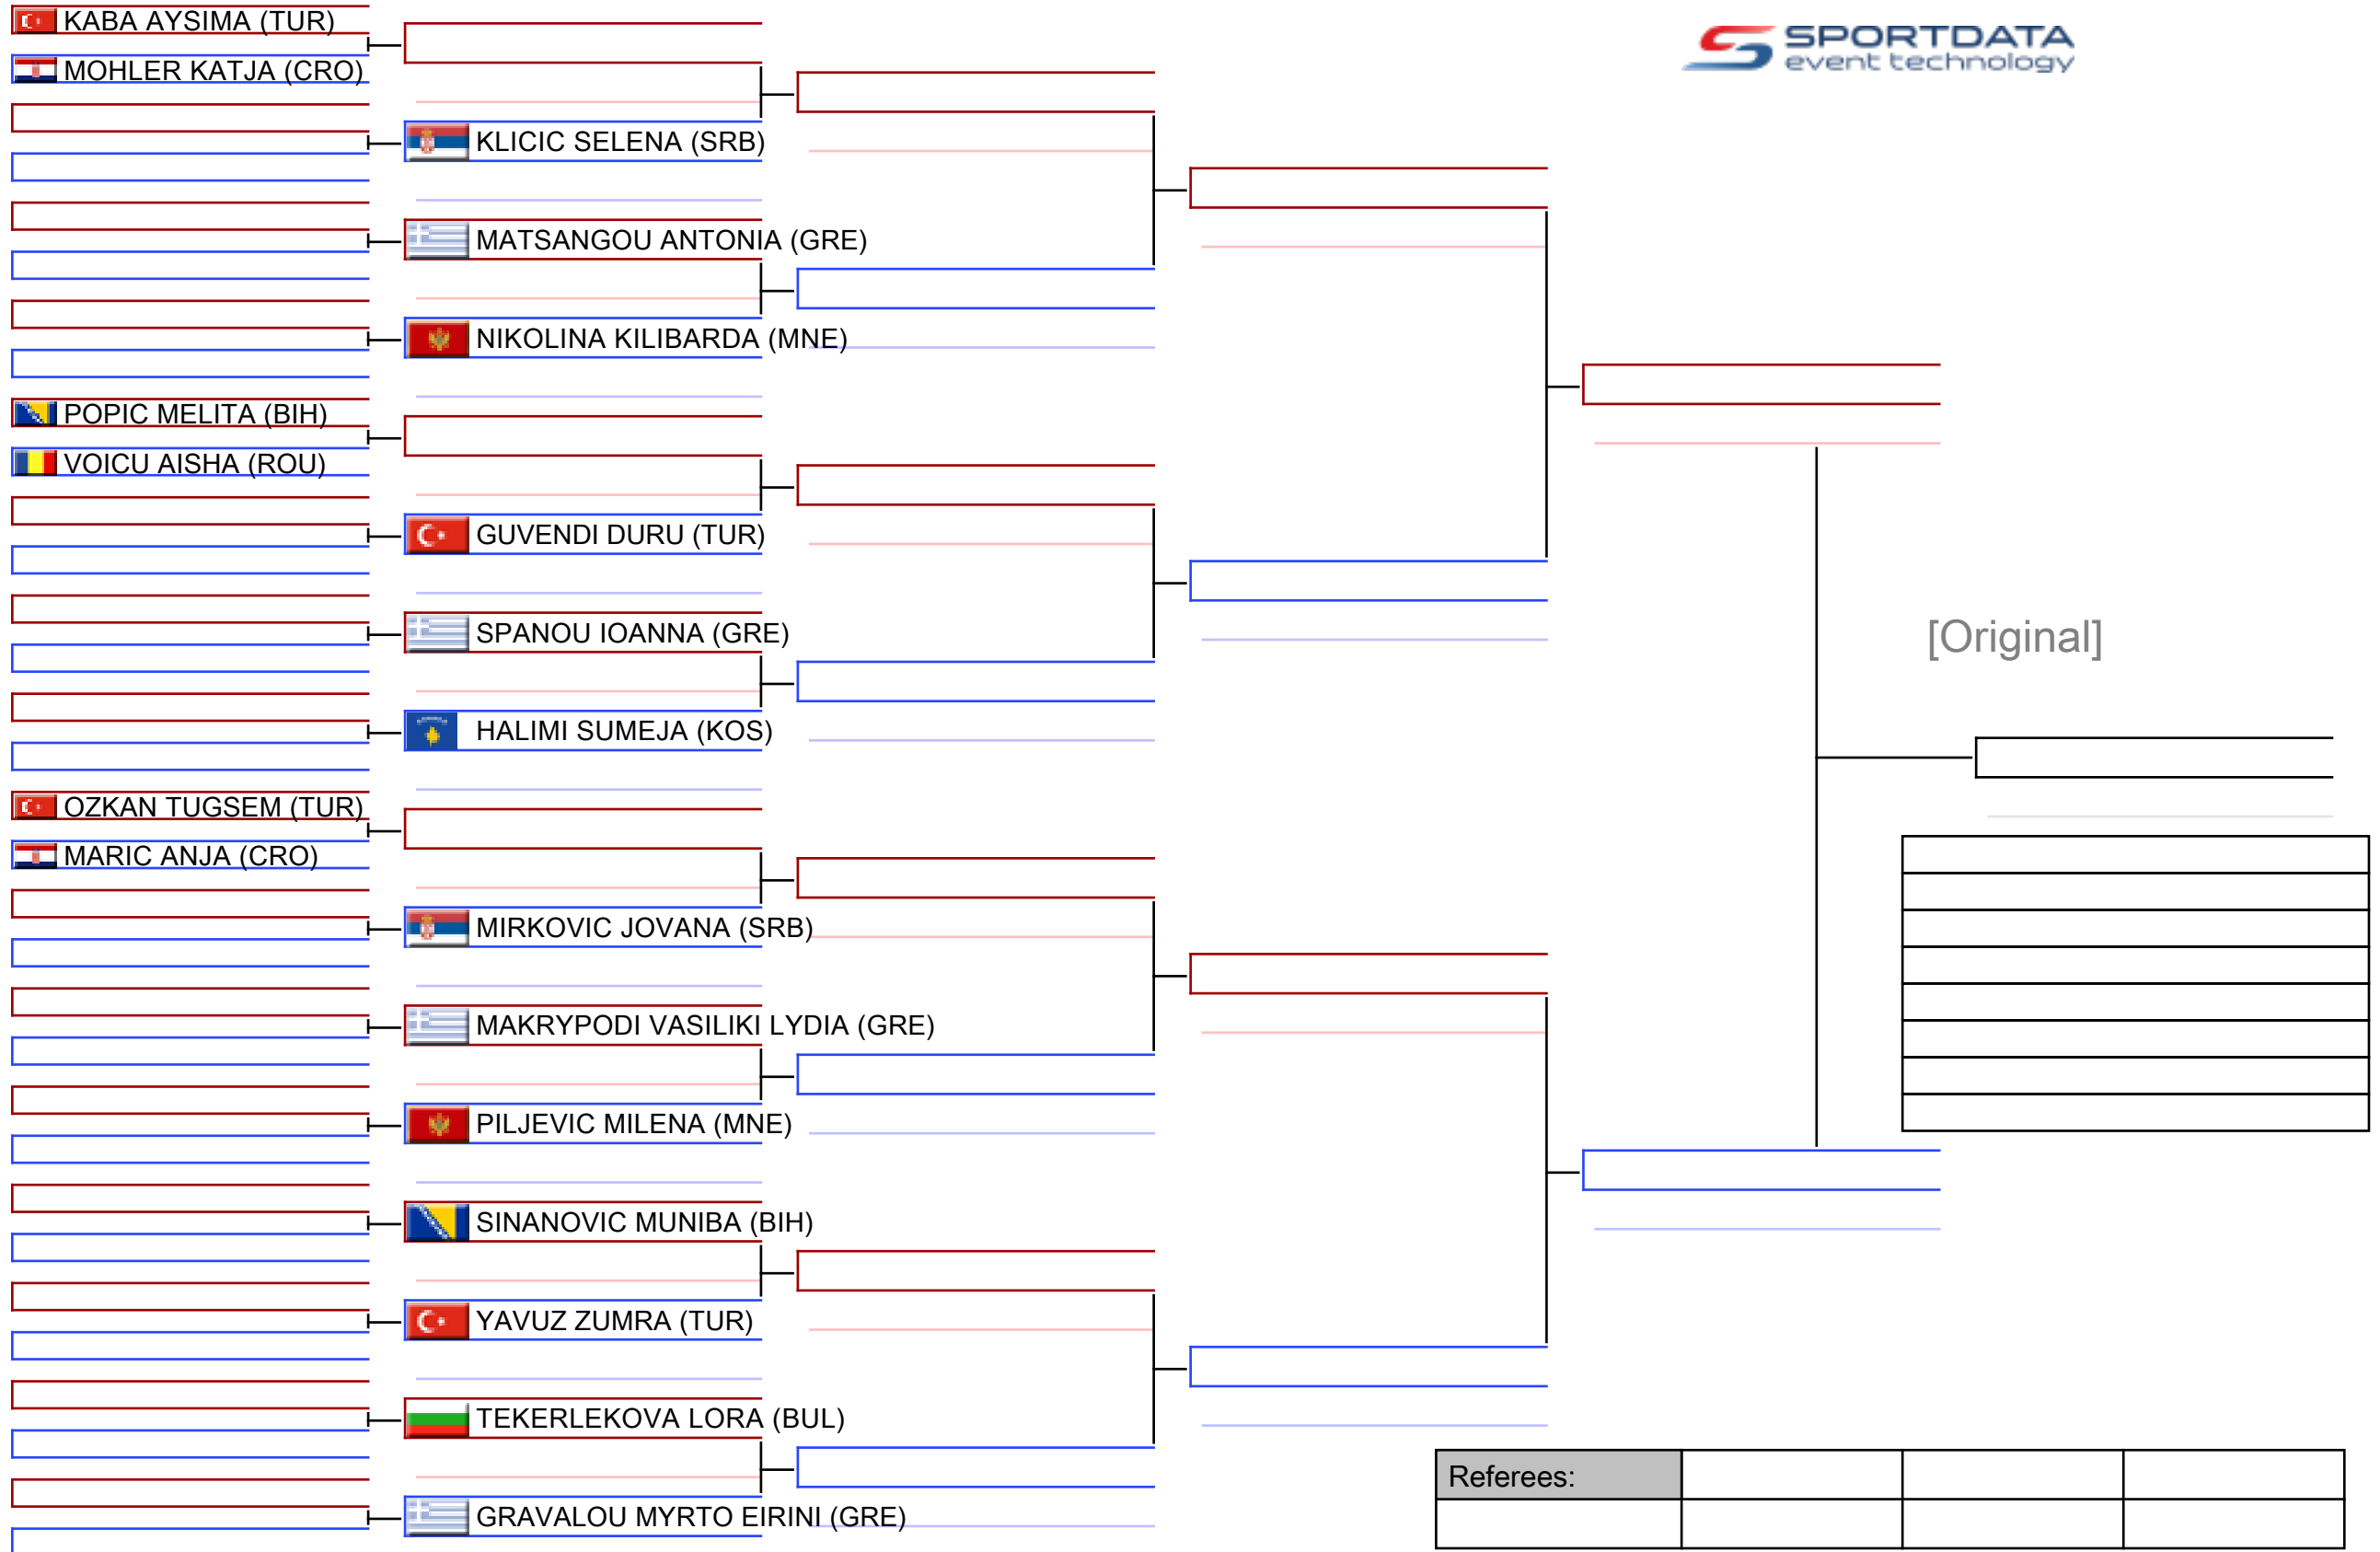 KABA AYSIMA (TUR)
MOHLER KATJA (CRO)
KLICIC SELENA (SRB)
MATSANGOU ANTONIA (GRE)
NIKOLINA KILIBARDA (MNE)
POPIC MELITA (BIH)
VOICU AISHA (ROU)
GUVENDI DURU (TUR)
SPANOU IOANNA (GRE)
HALIMI SUMEJA (KOS)
OZKAN TUGSEM (TUR)
MARIC ANJA (CRO)
MIRKOVIC JOVANA (SRB)
MAKRYPODI VASILIKI LYDIA (GRE)
PILJEVIC MILENA (MNE)
SINANOVIC MUNIBA (BIH)
YAVUZ ZUMRA (TUR)
TEKERLEKOVA LORA (BUL)
GRAVALOU MYRTO EIRINI (GRE)
SPORTDATA
event technology
[Original]
Referees: